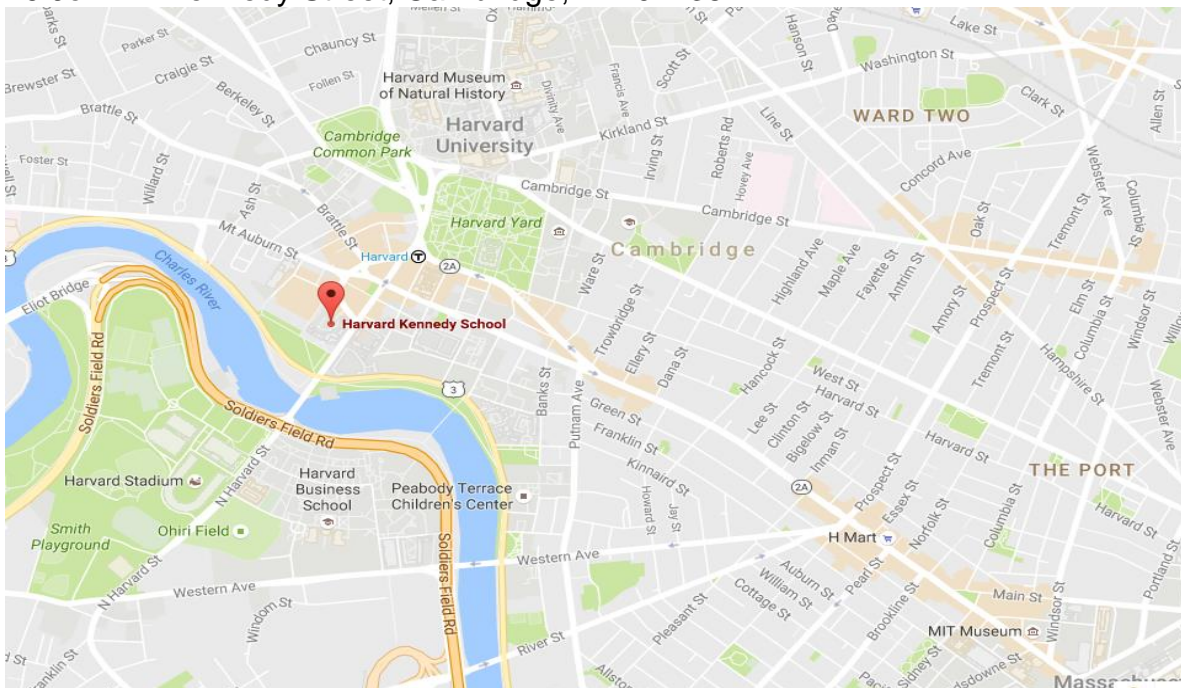 Parks St
Parker St
Craigie St
Brewster St
Brattle St
Berkeley St
Chauncy St
Follen St
Mellen St
Harvard Museum
of Natural History
Divinity Ave
Francis Ave
Scott St
Hanson St
Washington St
Lake St
WARD TWO
Clark St
Allen St
Webster Ave
Harvard
University
Cambridge
Common Park
Kirkland St
Irving St
Roberts Rd
Hovey Ave
Line St
Concord Ave
Foster St
Willard St
Ash St
Brattle St
Mt Auburn St
Harvard Yard
Cambridge St
Cambridge St
Cambridge
Harvard
2A
Ware St
Highland Ave
Maple Ave
Fayette St
Antrim St
Oak St
Tremont St
Columbia St
Eliot Bridge
Charles River
Harvard Kennedy School
Trowbridge St
Ellery St
Dana St
Hancock St
Amory St
Prospect St
Tremont St
Elm St
Columbia St
Windsor St
Hampshire St
Webster Ave
Soldiers Field Rd
Soldiers Field Rd
3
Banks St
Putnam Ave
Green St
Franklin St
Kinnaird St
West St
Harvard St
Lee St
Clinton St
Bigelow St
Inman St
Harvard St
THE PORT
Harvard Stadium
N Harvard St
Harvard
Business
School
Peabody Terrace
Children's Center
Howard St
Jay St
2A
Prospect St
Essex St
Norfolk St
Columbia St
Harvard St
Portland St
Smith
Playground
Ohiri Field
Soldiers Field Rd
H Mart
Western Ave
Western Ave
N Harvard St
Windom St
River St
Pleasant St
Auburn St
William St
Cottage St
Pearl St
Brookline St
Sidney St
Main St
Windsor St
MIT Museum
Franklin St